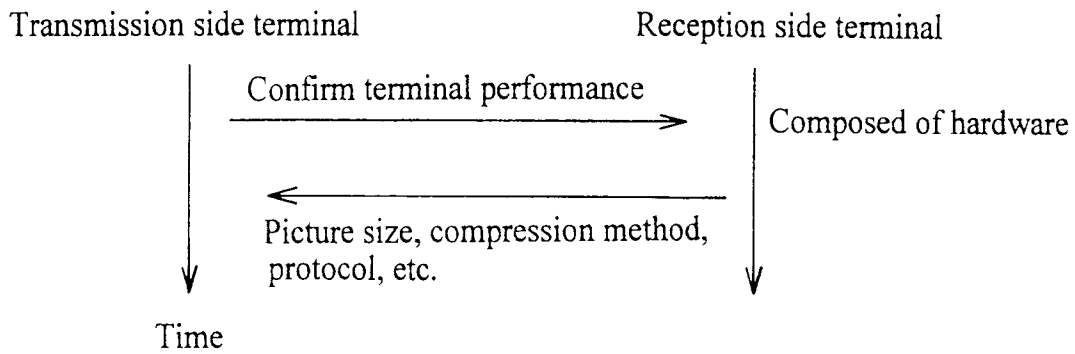 Transmission side terminal
Reception side terminal
Confirm terminal performance
Composed of hardware
Picture size, compression method,
protocol, etc.
Time